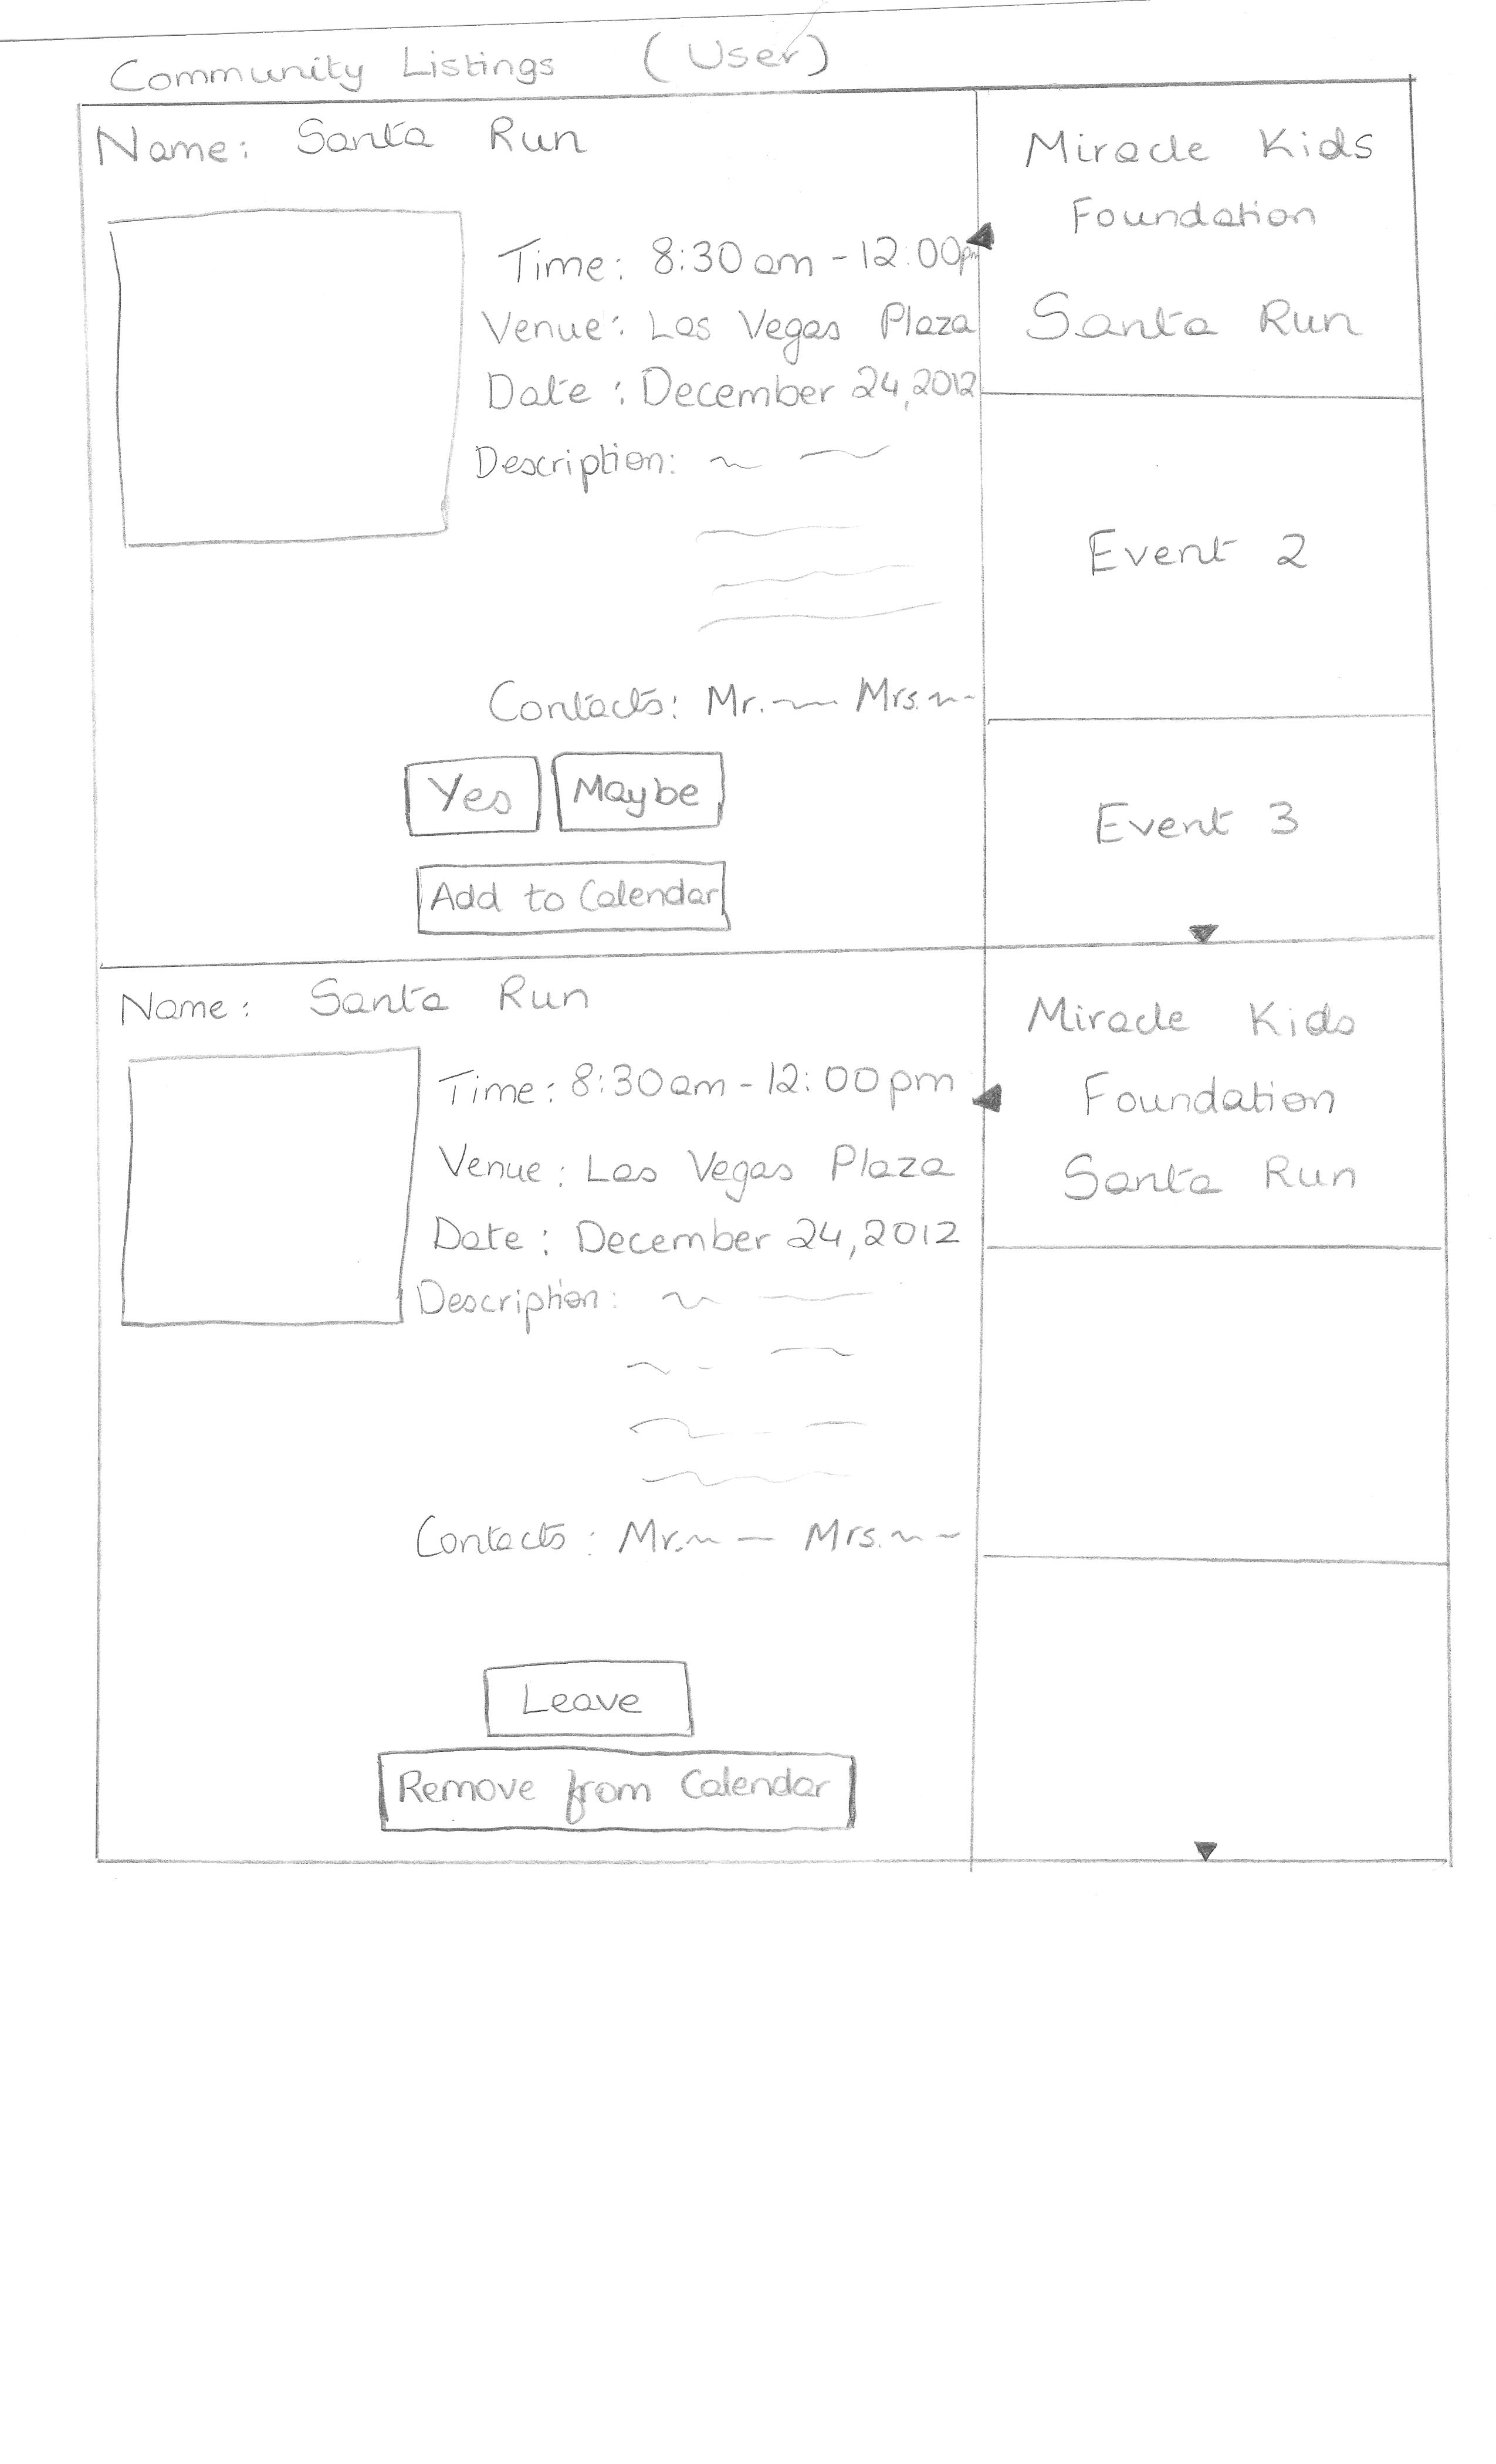 Community Listings (User)
Name: Santa Run
Time: 8:30 am - 12:00pm
Venue: Las Vegas Plaza
Date : December 24, 2012
Description:
Contacts: Mr. Mrs.
Yes
Maybe
Add to Calendar
Miracle Kids
Foundation
Santa Run
Event 2
Event 3
Name: Santa Run
Time: 8:30am - 12:00pm
Venue: Las Vegas Plaza
Date : December 24, 2012
Description:
Contacts : Mr. Mrs.
Leave
Remove from Calendar
Miracle Kids
Foundation
Santa Run